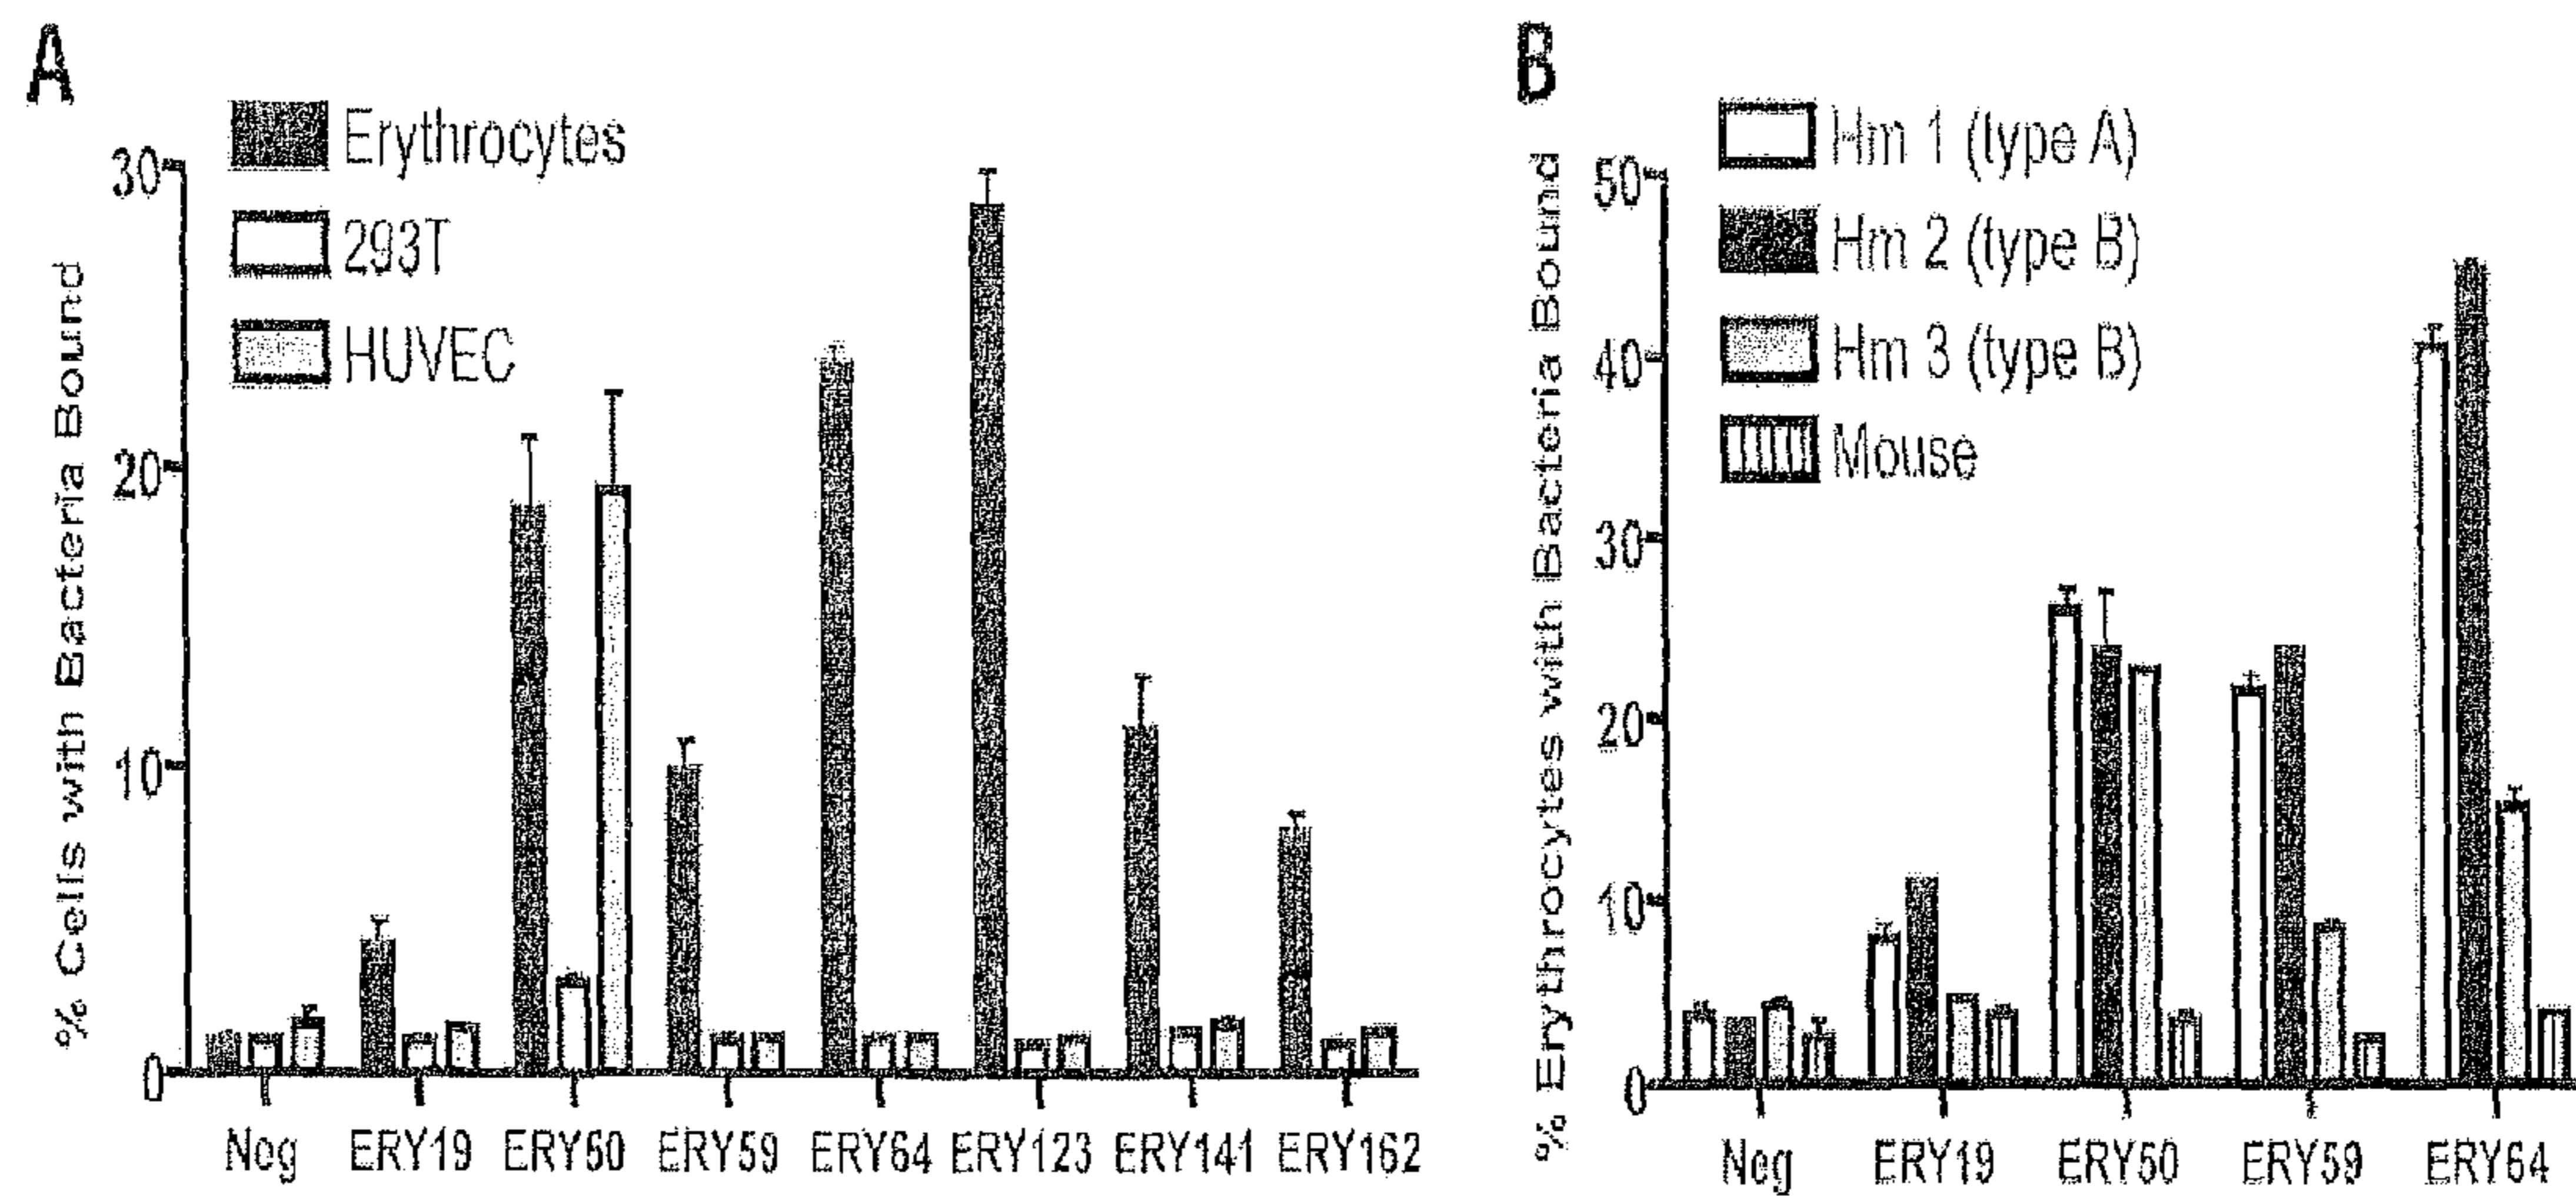 A
Erythrocytes
293T
HUVEC
% Cells with Bacteria Bound
30
20
10
0
Neg
ERY19
ERY50
ERY59
ERY64
ERY123
ERY141
ERY162
B
Hm 1 (type A)
Hm 2 (type B)
Hm 3 (type B)
Mouse
% Erythrocytes with Bacteria Bound
50
40
30
20
10
0
Neg
ERY19
ERY50
ERY59
ERY64